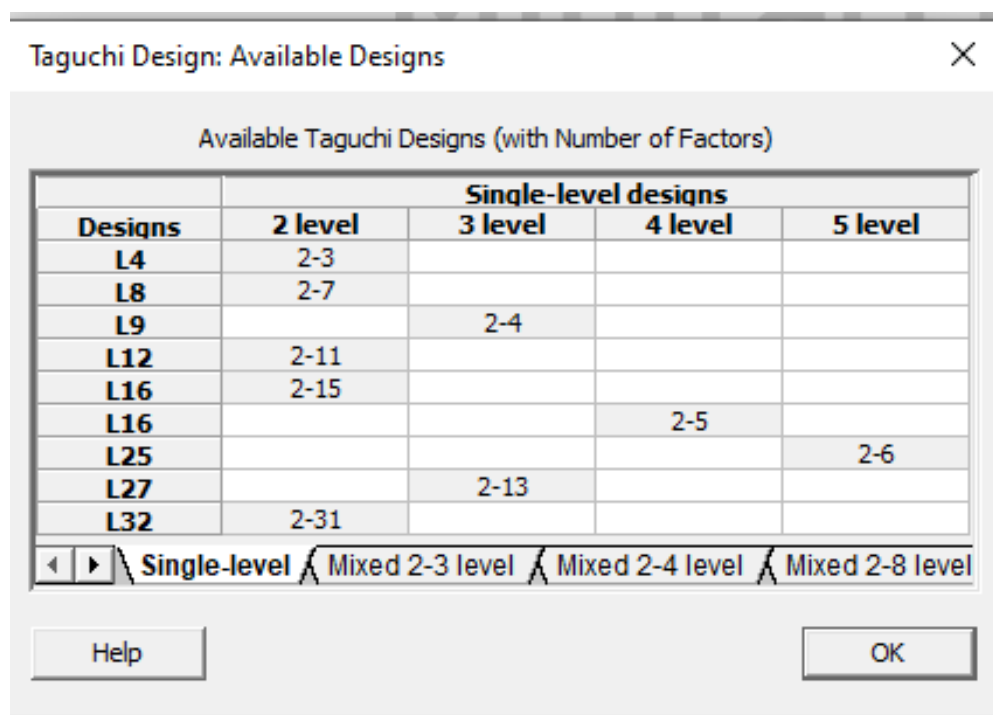 Taguchi Design: Available Designs
Available Taguchi Designs (with Number of Factors)
Single-level designs
Designs 2 level 3 level 4 level 5 level
L4 2-3
L8 2-7
L9 2-4
L12 2-11
L16 2-15
L16 2-5
L25 2-6
L27 2-13
L32 2-31
Single-level Mixed 2-3 level Mixed 2-4 level Mixed 2-8 level
Help OK